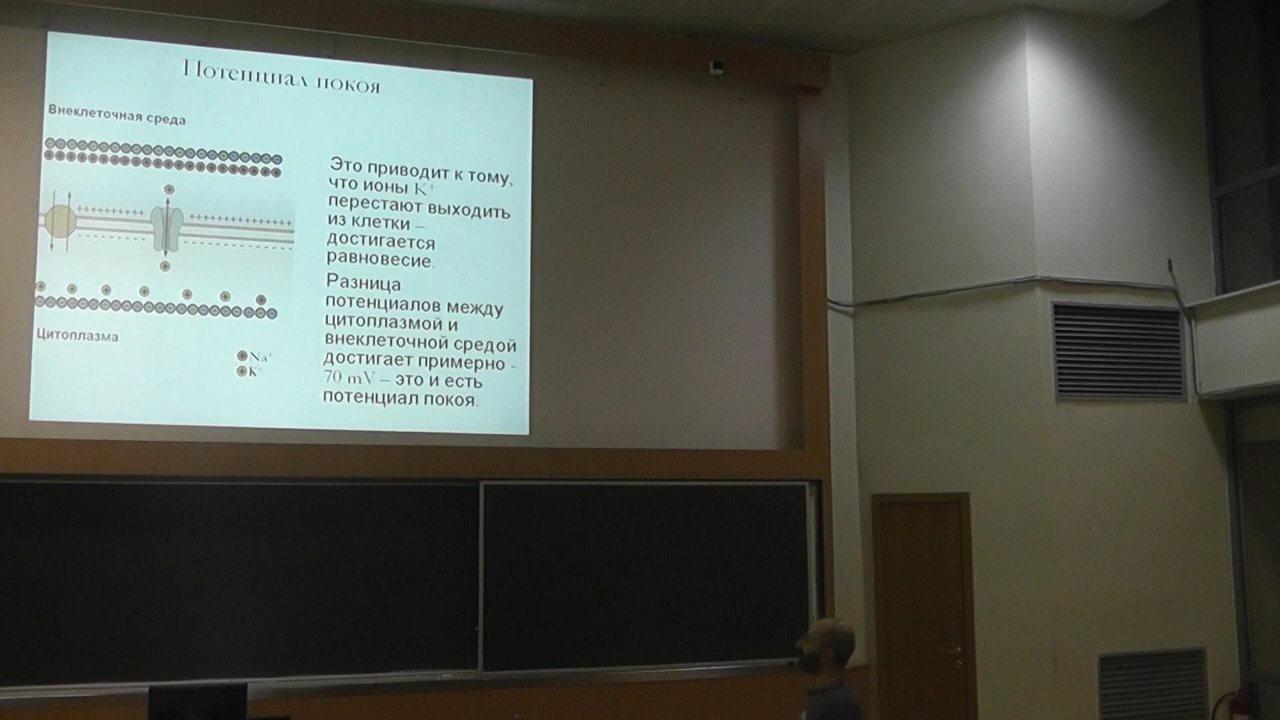 Потенциал покоя
Внеклеточная среда
Это приводит к тому,
что ионы K⁺
перестают выходить
из клетки –
достигается
равновесие.
Разница
потенциалов между
цитоплазмой и
внеклеточной средой
достигает примерно -
70 mV – это и есть
потенциал покоя.
Цитоплазма
Na⁺
K⁺